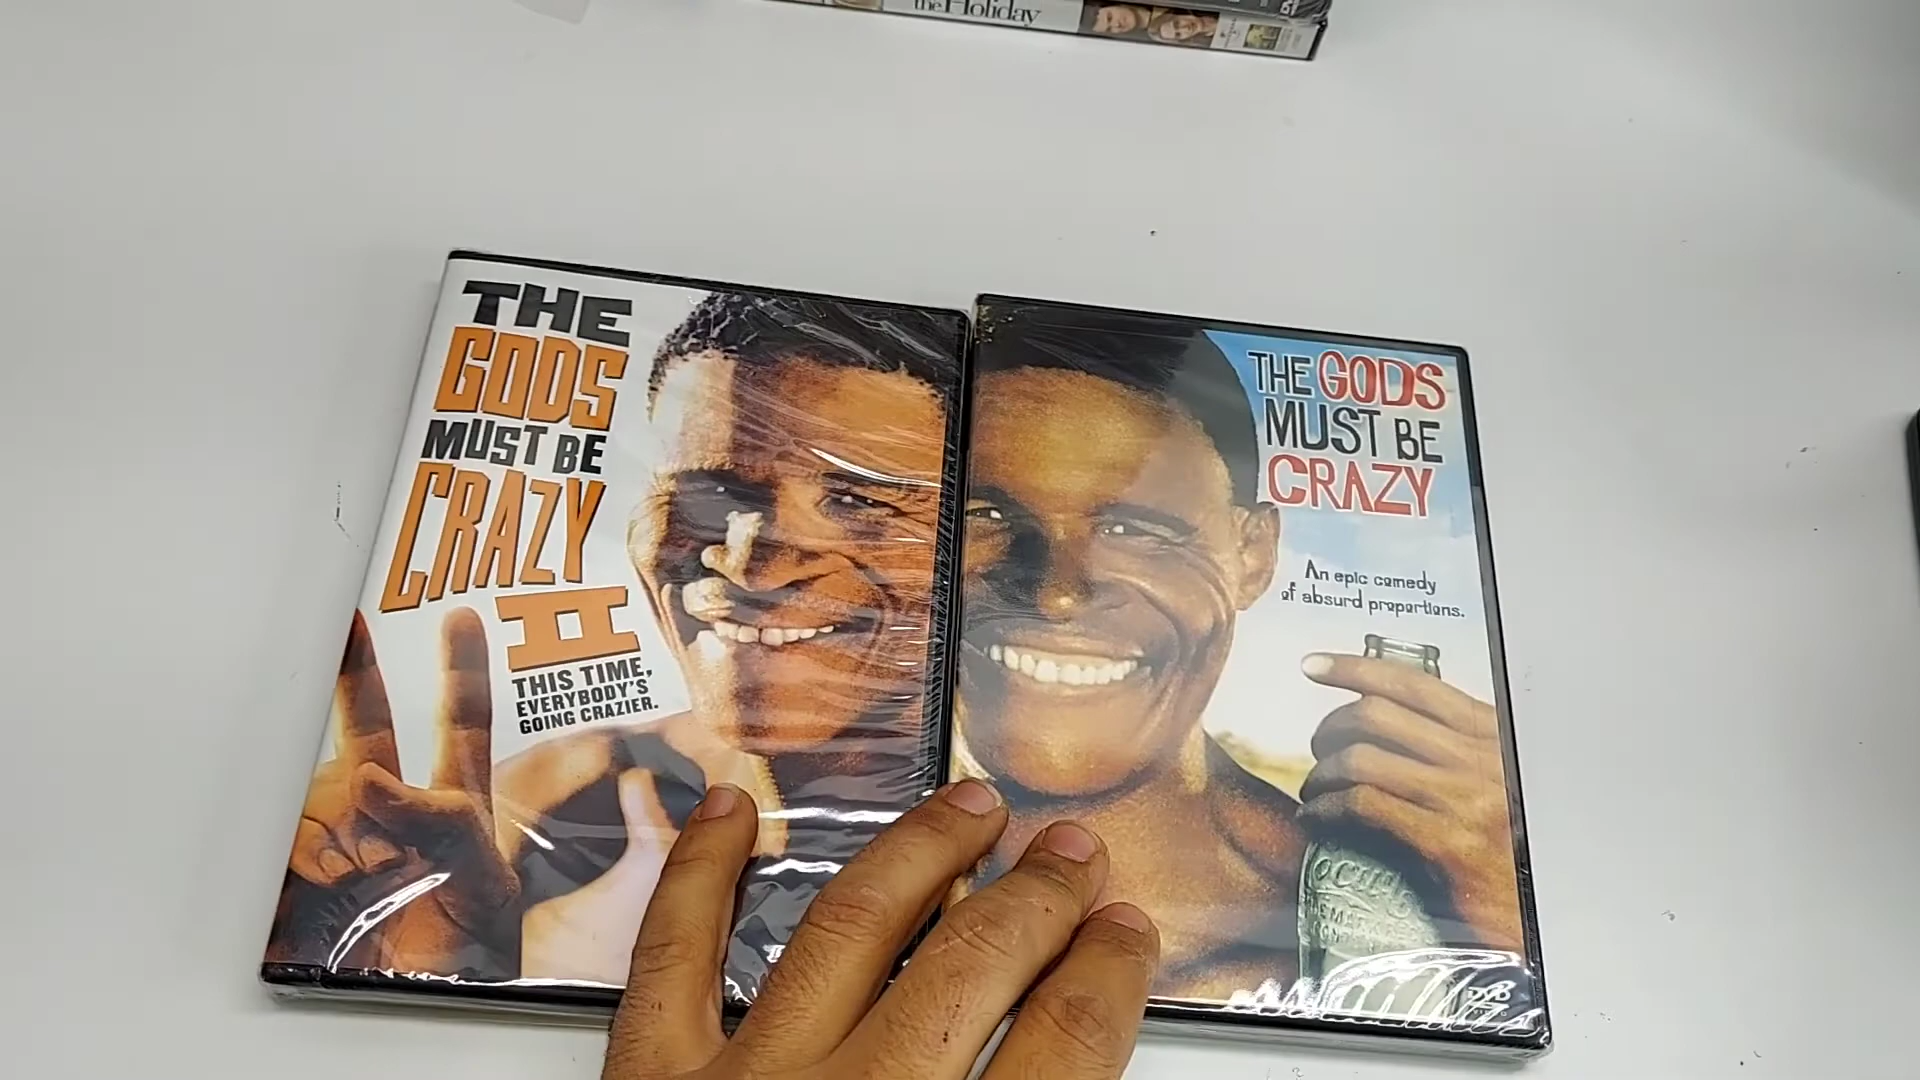 the Holiday
THE
GODS
MUST BE
CRAZY
II
THIS TIME,
EVERYBODY'S
GOING CRAZIER.
THE GODS
MUST BE
CRAZY
An epic comedy
of absurd proportions.
DVD